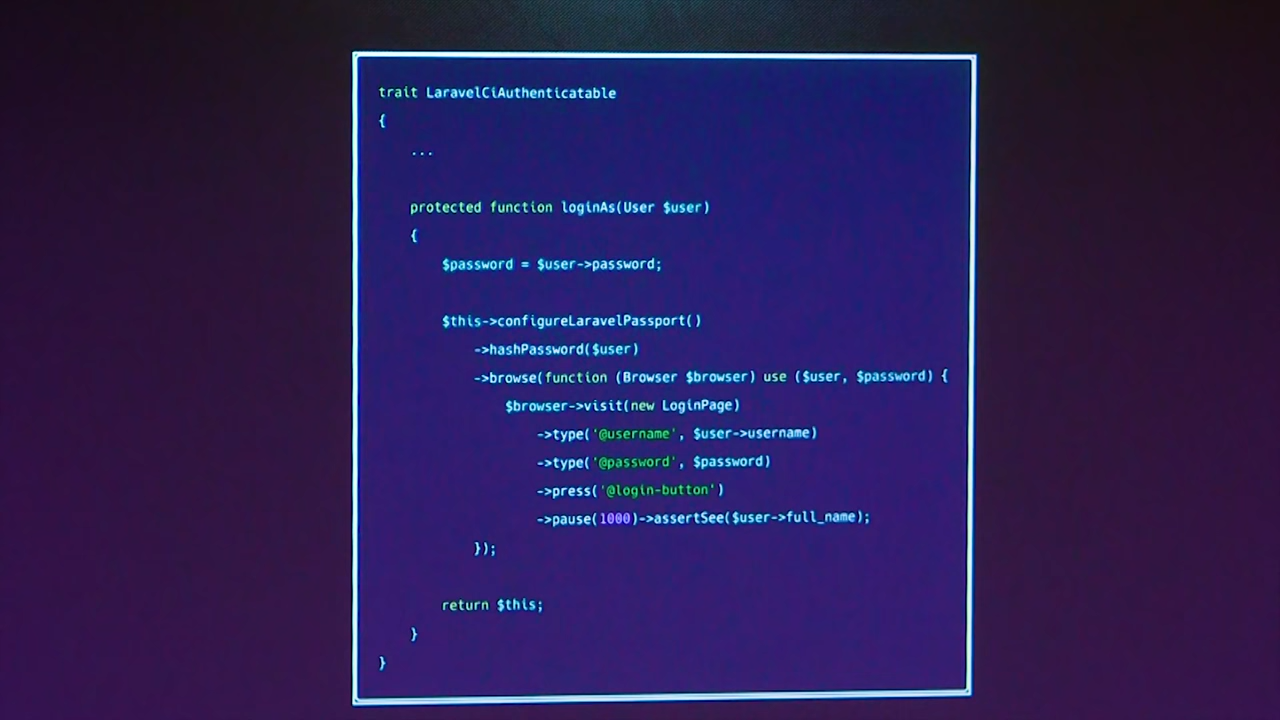 trait LaravelCiAuthenticatable
{
...
protected function loginAs(User $user)
{
$password = $user->password;
$this->configureLaravelPassport()
->hashPassword($user)
->browse(function (Browser $browser) use ($user, $password) {
$browser->visit(new LoginPage)
->type('@username', $user->username)
->type('@password', $password)
->press('@login-button')
->pause(1000)->assertSee($user->full_name);
});
return $this;
}
}